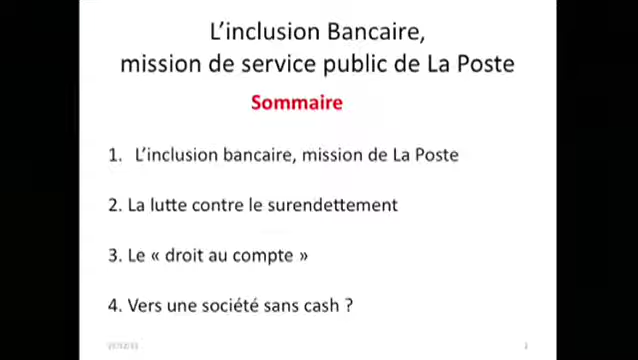 L'inclusion Bancaire,
mission de service public de La Poste
Sommaire
1. L'inclusion bancaire, mission de La Poste
2. La lutte contre le surendettement
3. Le « droit au compte »
4. Vers une société sans cash ?